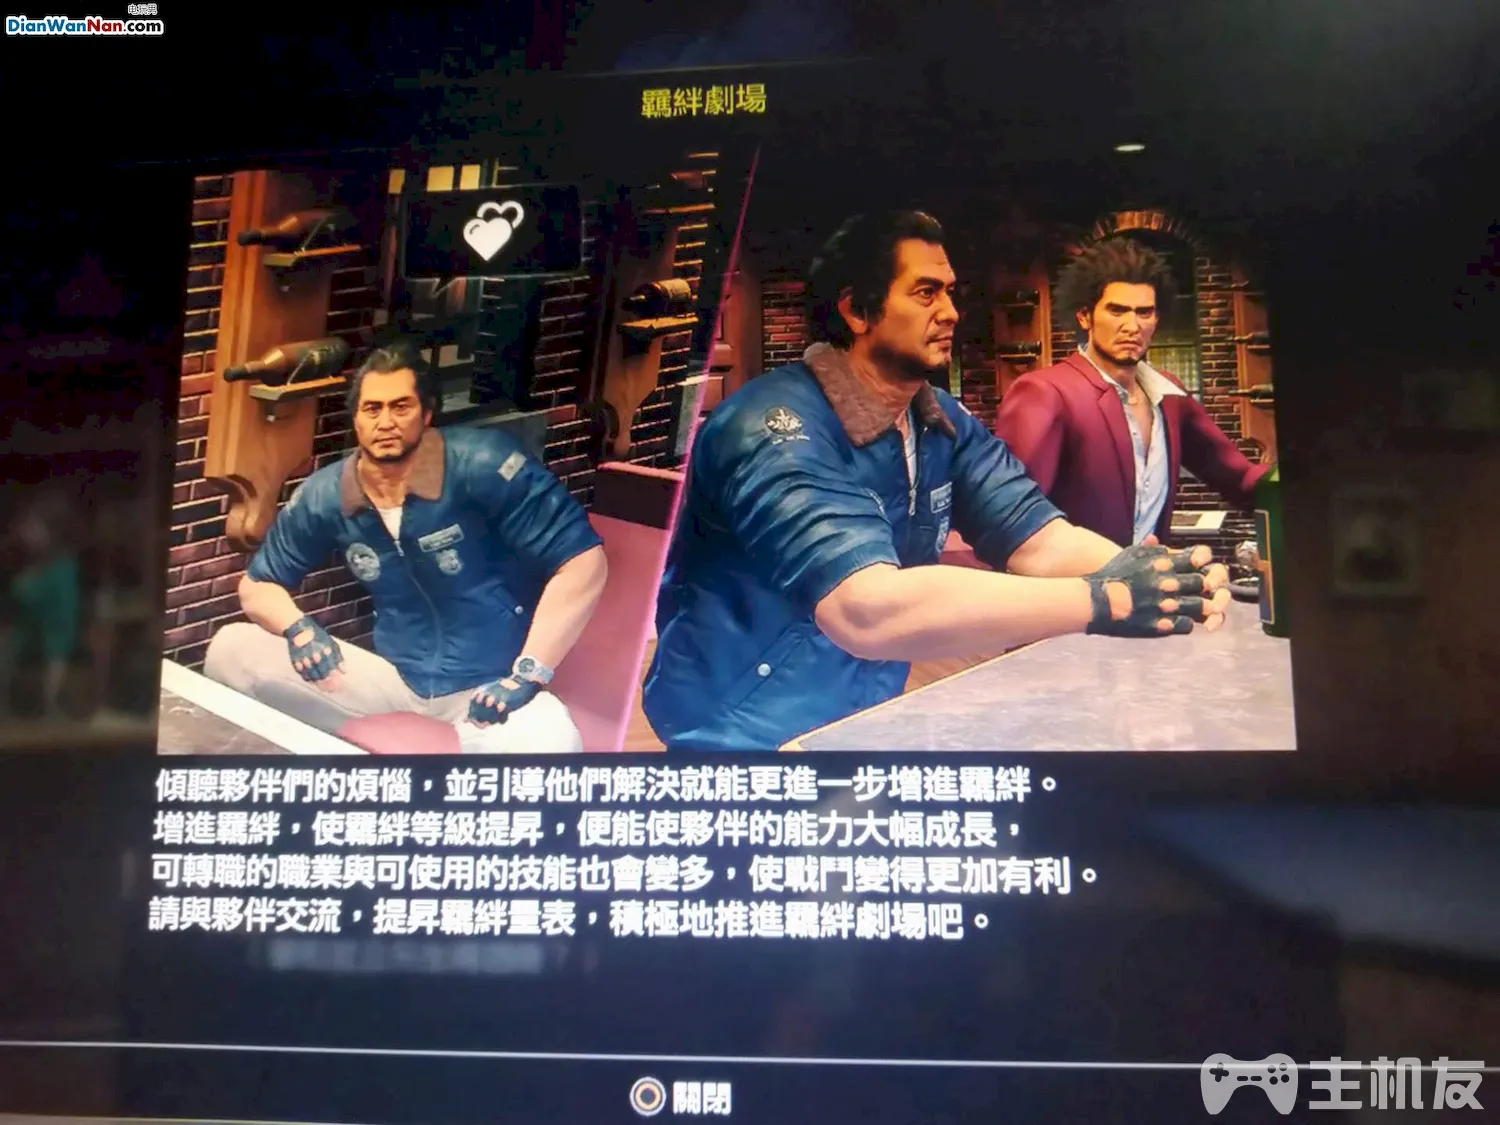 电玩男
DianWanNan.com
羈絆劇場
傾聽夥伴們的煩惱，並引導他們解決就能更進一步增進羈絆。
增進羈絆，使羈絆等級提昇，便能使夥伴的能力大幅成長，
可轉職的職業與可使用的技能也會變多，使戰鬥變得更加有利。
請與夥伴交流，提昇羈絆量表，積極地推進羈絆劇場吧。
關閉
主机友